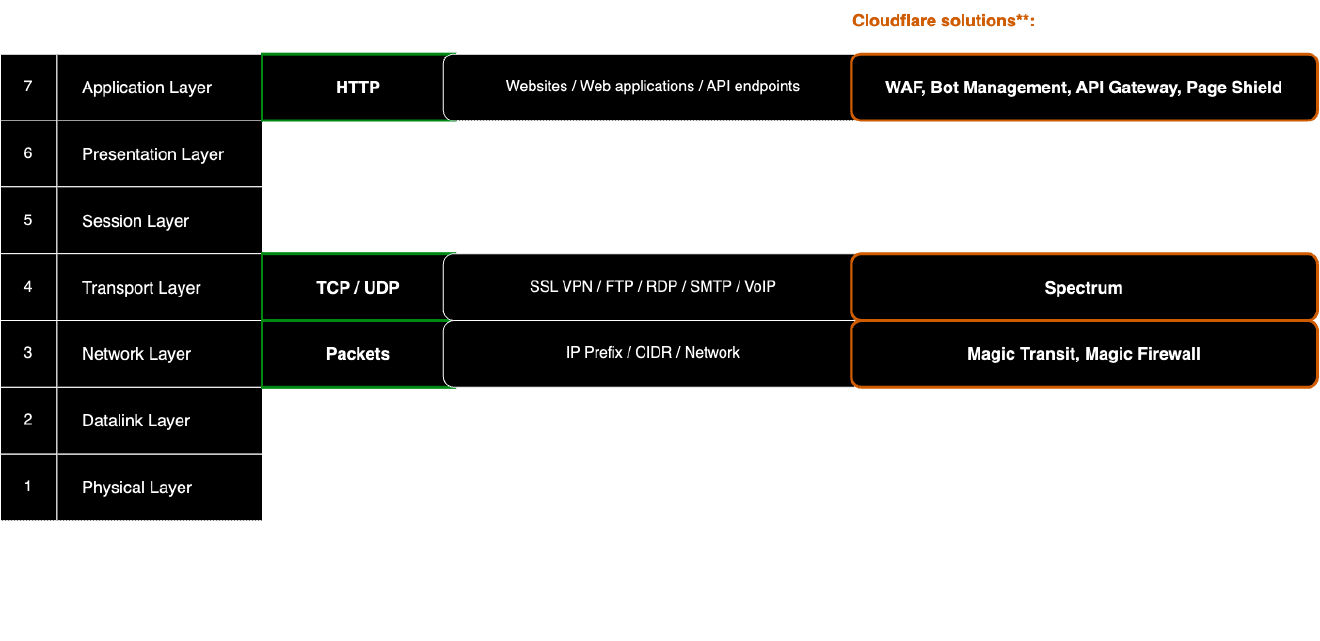 Cloudflare solutions**:
7 Application Layer HTTP Websites / Web applications / API endpoints WAF, Bot Management, API Gateway, Page Shield
6 Presentation Layer
5 Session Layer
4 Transport Layer TCP / UDP SSL VPN / FTP / RDP / SMTP / VoIP Spectrum
3 Network Layer Packets IP Prefix / CIDR / Network Magic Transit, Magic Firewall
2 Datalink Layer
1 Physical Layer